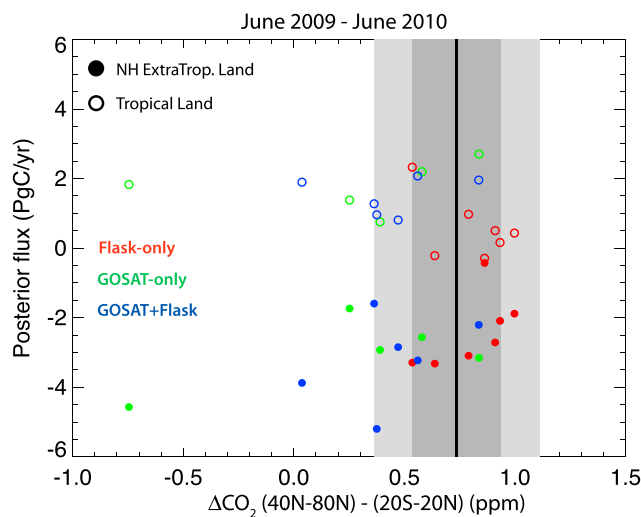 June 2009 - June 2010
6
4
2
0
-2
-4
-6
Posterior flux (PgC/yr)
NH ExtraTrop. Land
Tropical Land
Flask-only
GOSAT-only
GOSAT+Flask
-1.0 -0.5 0.0 0.5 1.0 1.5
ΔCO₂ (40N-80N) - (20S-20N) (ppm)